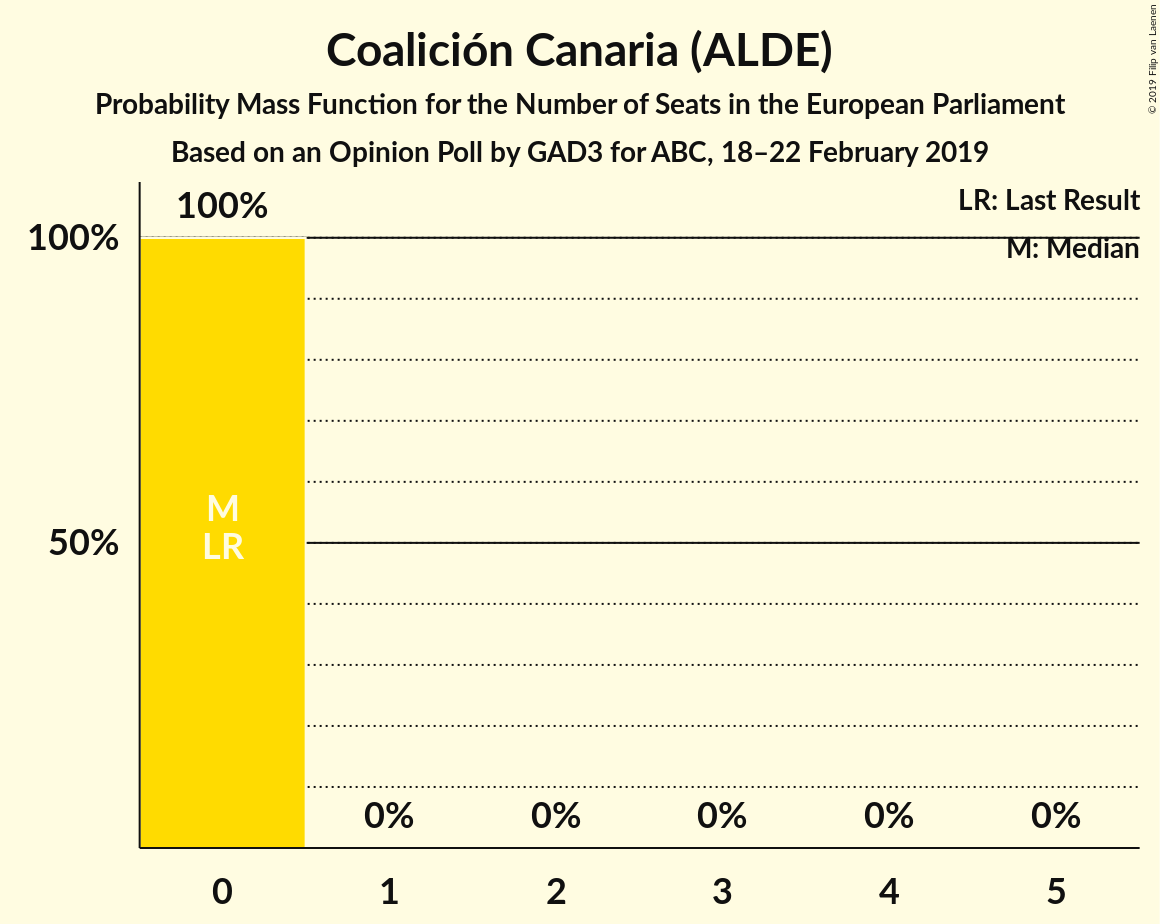 Coalición Canaria (ALDE)
Probability Mass Function for the Number of Seats in the European Parliament
Based on an Opinion Poll by GAD3 for ABC, 18–22 February 2019
© 2019 Filip van Laenen
LR: Last Result
M: Median
100%
100%
50%
M
LR
0% 0% 0% 0% 0%
0 1 2 3 4 5